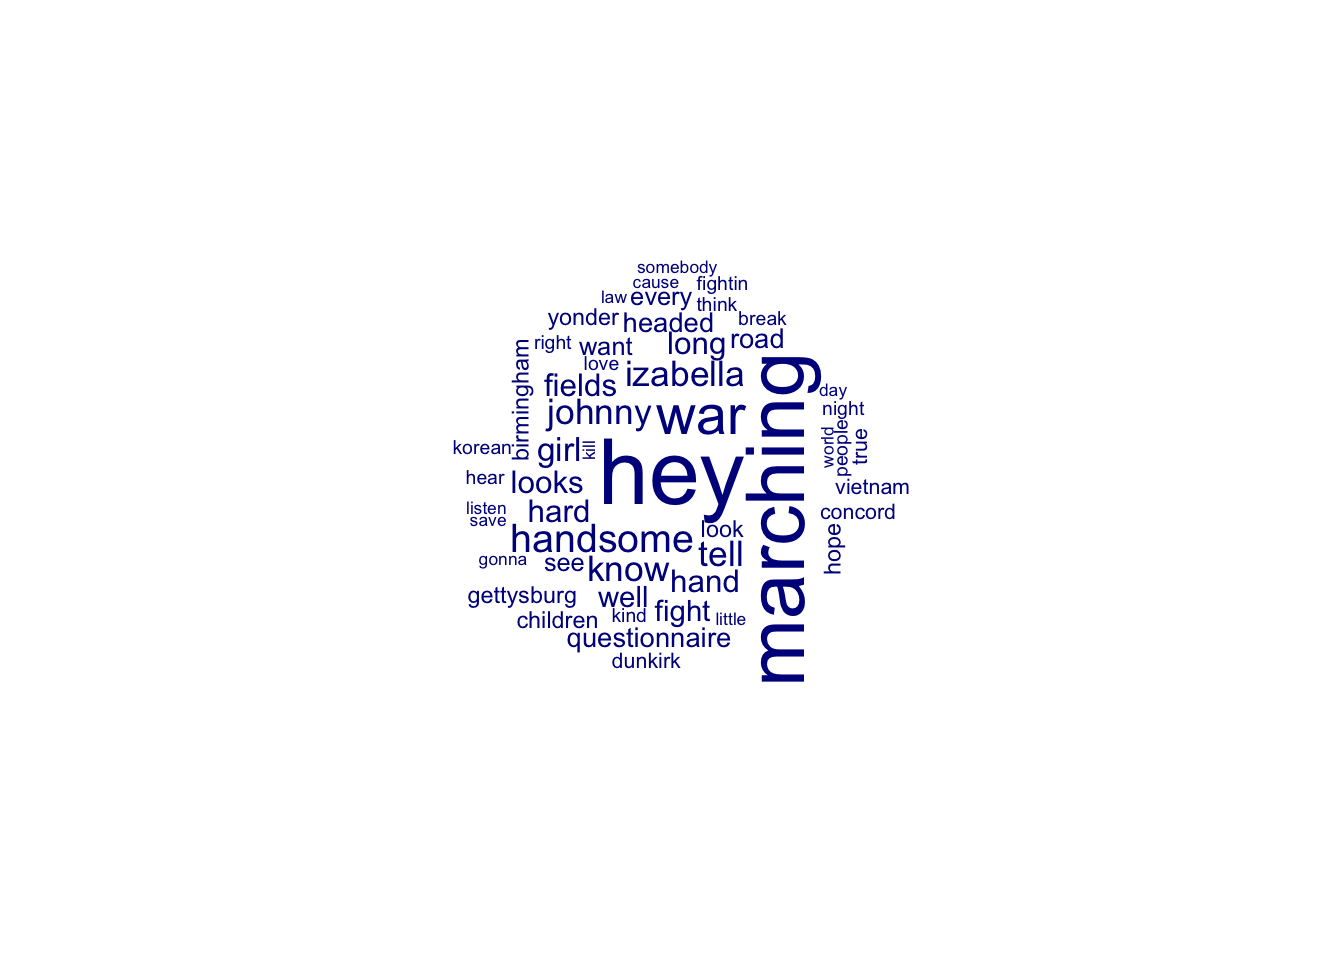 somebody
cause fightin
law every think
yonder headed break
right want long road
love izabella
birmingham
fields
day
johnny war night
marching
korean girl kill hey world people true
hear looks vietnam
listen hard concord
save
handsome look
gonna see know tell hope
hand
gettysburg well
children kind fight little
questionnaire
dunkirk